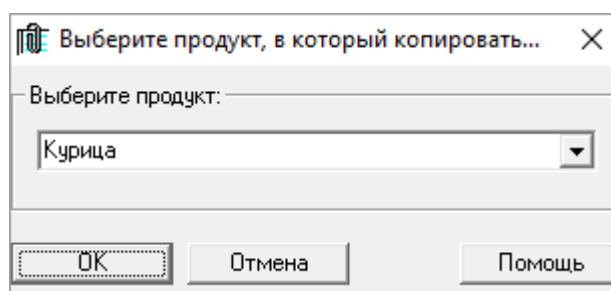 Выберите продукт, в который копировать...
Выберите продукт:
Курица
OK Отмена Помощь